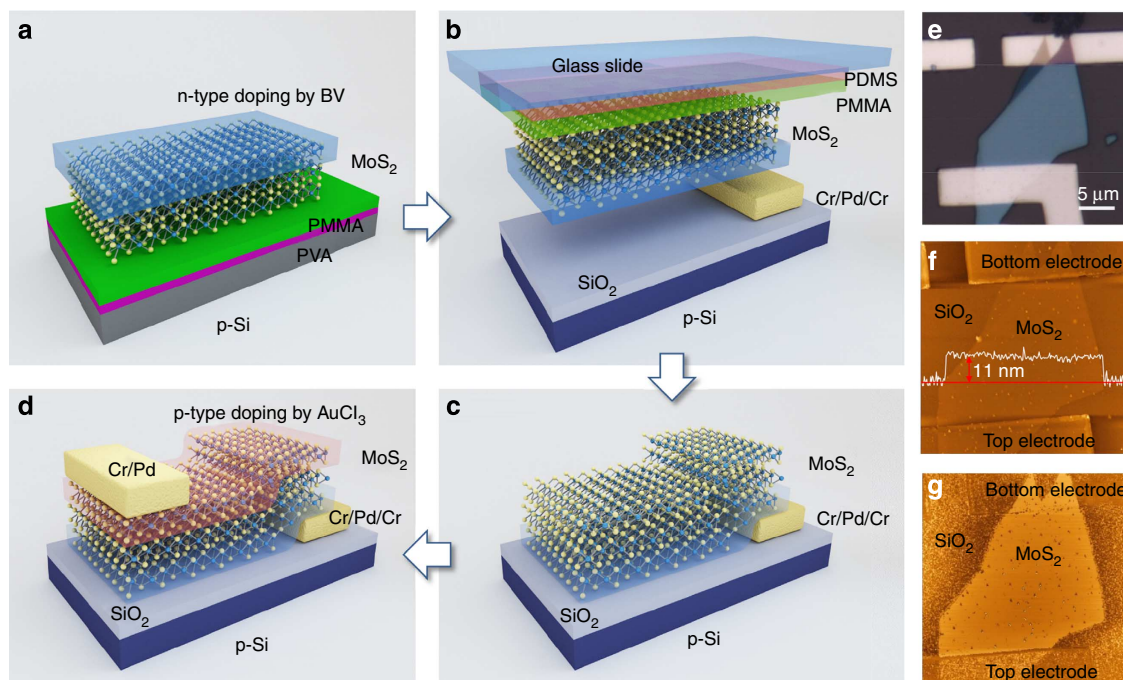 a
n-type doping by BV
MoS₂
PMMA
PVA
p-Si
b
Glass slide
PDMS
PMMA
MoS₂
Cr/Pd/Cr
SiO₂
p-Si
c
MoS₂
Cr/Pd/Cr
SiO₂
p-Si
d
p-type doping by AuCl₃
Cr/Pd
MoS₂
Cr/Pd/Cr
SiO₂
p-Si
e
5 μm
f
Bottom electrode
SiO₂
MoS₂
11 nm
Top electrode
g
Bottom electrode
SiO₂
MoS₂
Top electrode